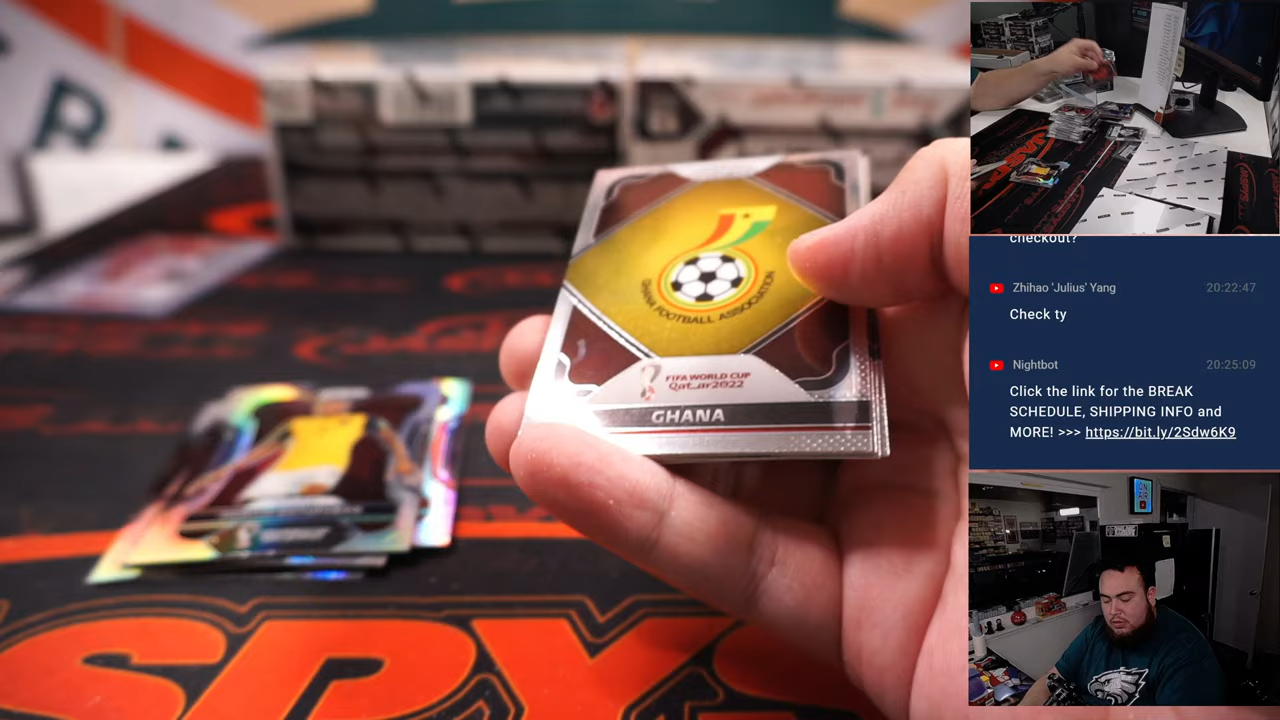 GHANA FOOTBALL ASSOCIATION
FIFA WORLD CUP
Qatar2022
GHANA
checkout?
Zhihao 'Julius' Yang 20:22:47
Check ty
Nightbot 20:25:09
Click the link for the BREAK
SCHEDULE, SHIPPING INFO and
MORE! >>> https://bit.ly/2Sdw6K9